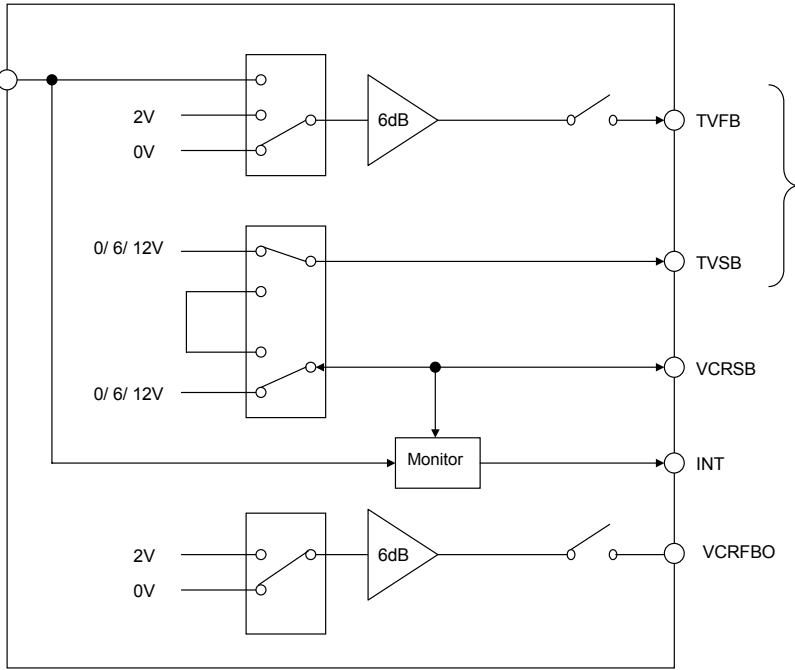 2V
0V
6dB
TVFB
0/ 6/ 12V
TVSB
0/ 6/ 12V
VCRSB
Monitor
INT
2V
0V
6dB
VCRFBO